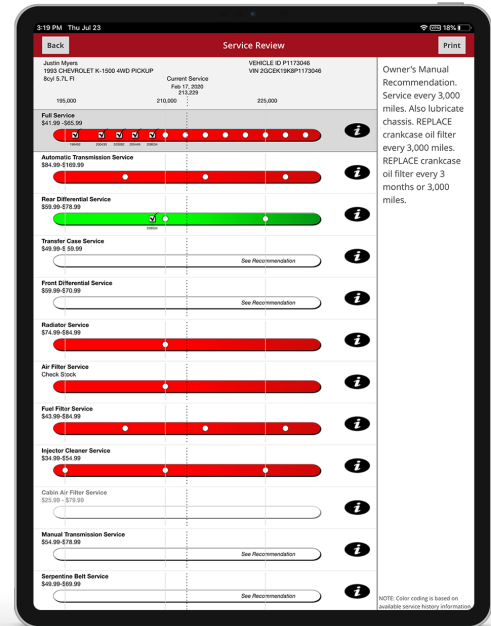 3:19 PM Thu Jul 23
18%
Back
Service Review
Print
Justin Myers
1993 CHEVROLET K-1500 4WD PICKUP
8cyl 5.7L FI
VEHICLE ID P1173046
VIN 2GCEK19K8P1173046
Current Service
Feb 17, 2020
213,229
195,000
210,000
225,000
Full Service
$41.99 -$65.99
Automatic Transmission Service
$84.99-$169.99
Rear Differential Service
$59.99-$78.99
Transfer Case Service
$49.99-$ 59.99
See Recommendation
Front Differential Service
$59.99-$70.99
See Recommendation
Radiator Service
$74.99-$84.99
Air Filter Service
Check Stock
Fuel Filter Service
$43.99-$84.99
Injector Cleaner Service
$34.99-$54.99
Cabin Air Filter Service
$25.99 - $79.99
Manual Transmission Service
$54.99-$78.99
See Recommendation
Serpentine Belt Service
$49.99-$69.99
See Recommendation
Owner's Manual
Recommendation.
Service every 3,000
miles. Also lubricate
chassis. REPLACE
crankcase oil filter
every 3,000 miles.
REPLACE crankcase
oil filter every 3
months or 3,000
miles.
NOTE: Color coding is based on
available service history information